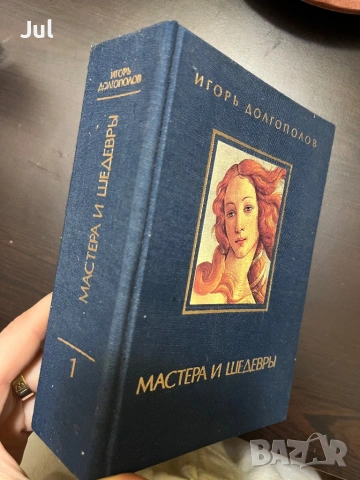 Jul
ИГОРЬ
ДОЛГОПОЛОВ
МАСТЕРА И ШЕДЕВРЫ
1
ИГОРЬ ДОЛГОПОЛОВ
МАСТЕРА И ШЕДЕВРЫ
BAZAR